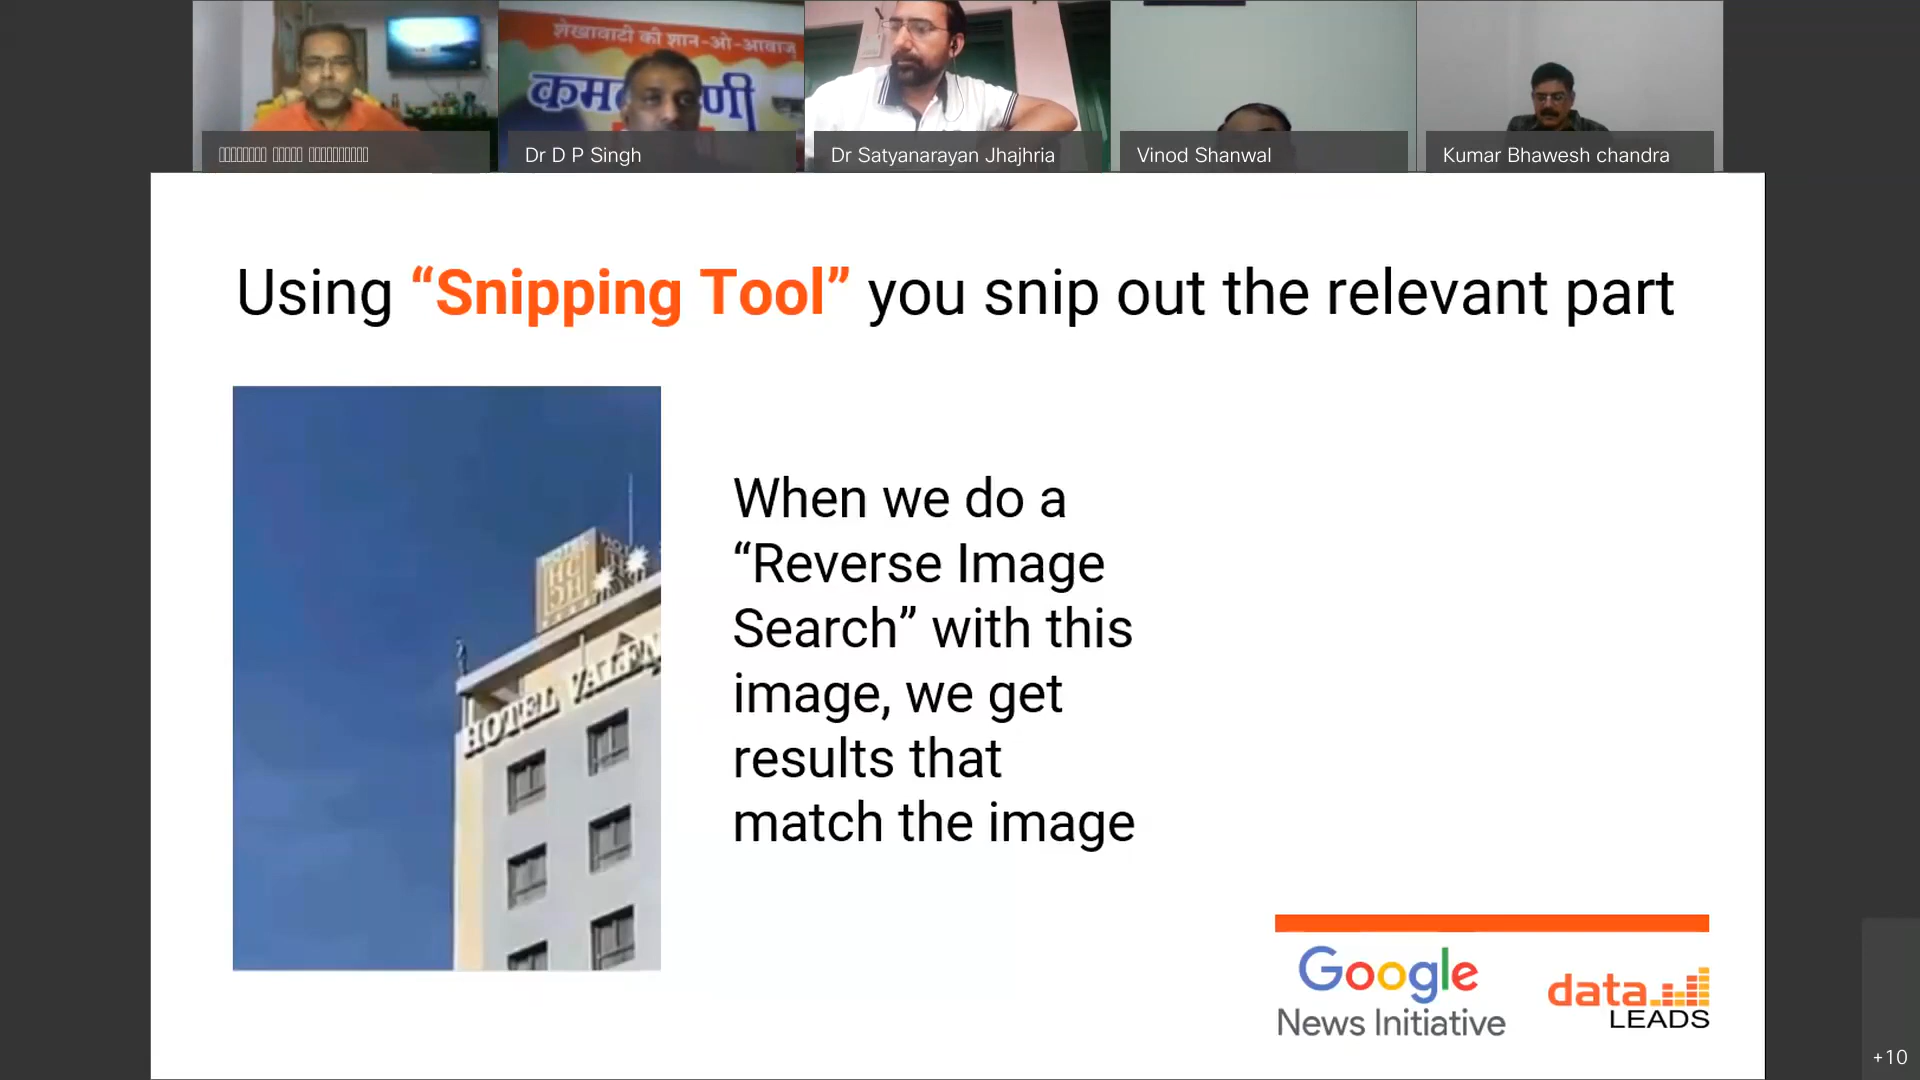 शेखावाटी की शान-ओ-आवाज़
Dr D P Singh
Dr Satyanarayan Jhajhria
Vinod Shanwal
Kumar Bhawesh chandra
Using “Snipping Tool” you snip out the relevant part
HOTEL
HOTEL VALEN
When we do a
“Reverse Image
Search” with this
image, we get
results that
match the image
Google
News Initiative
data
LEADS
+10